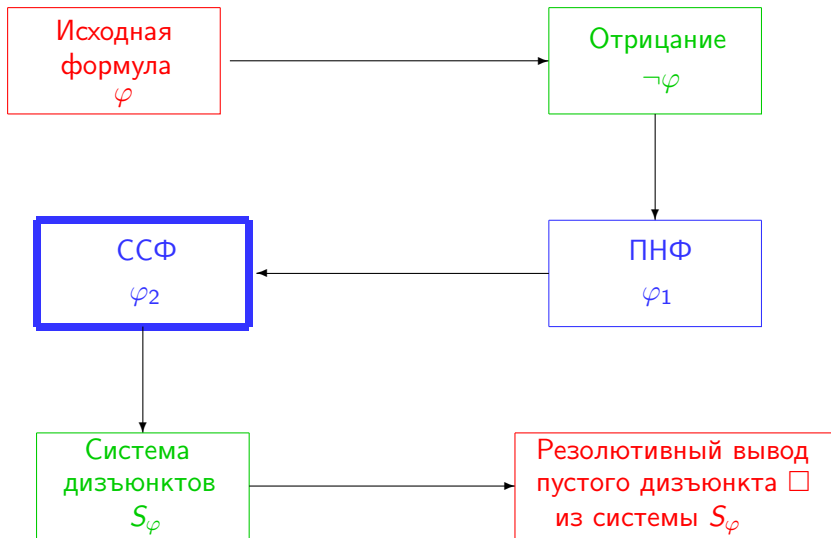 Исходная
формула
φ
Отрицание
¬φ
ПНФ
φ₁
ССФ
φ₂
Система
дизъюнктов
Sφ
Резолютивный вывод
пустого дизъюнкта □
из системы Sφ